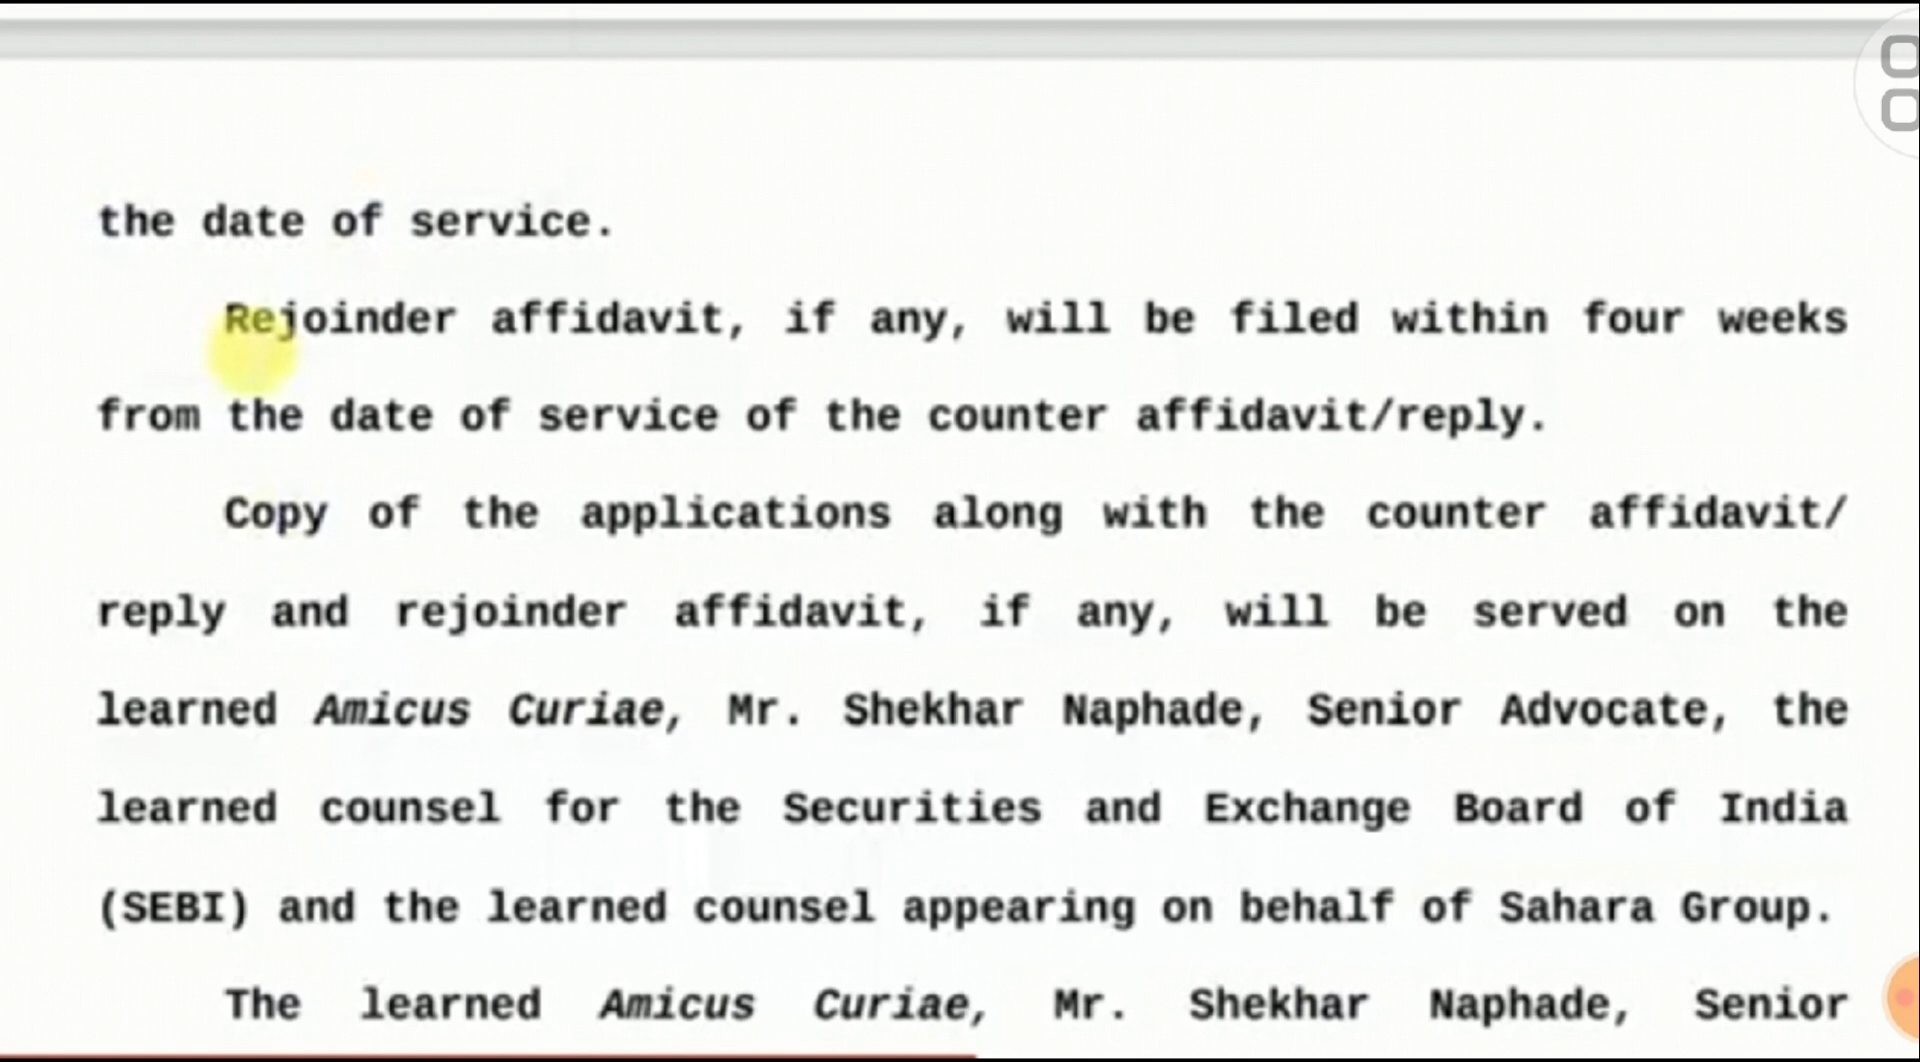 the date of service.
Rejoinder affidavit, if any, will be filed within four weeks
from the date of service of the counter affidavit/reply.
Copy of the applications along with the counter affidavit/
reply and rejoinder affidavit, if any, will be served on the
learned Amicus Curiae, Mr. Shekhar Naphade, Senior Advocate, the
learned counsel for the Securities and Exchange Board of India
(SEBI) and the learned counsel appearing on behalf of Sahara Group.
The learned Amicus Curiae, Mr. Shekhar Naphade, Senior